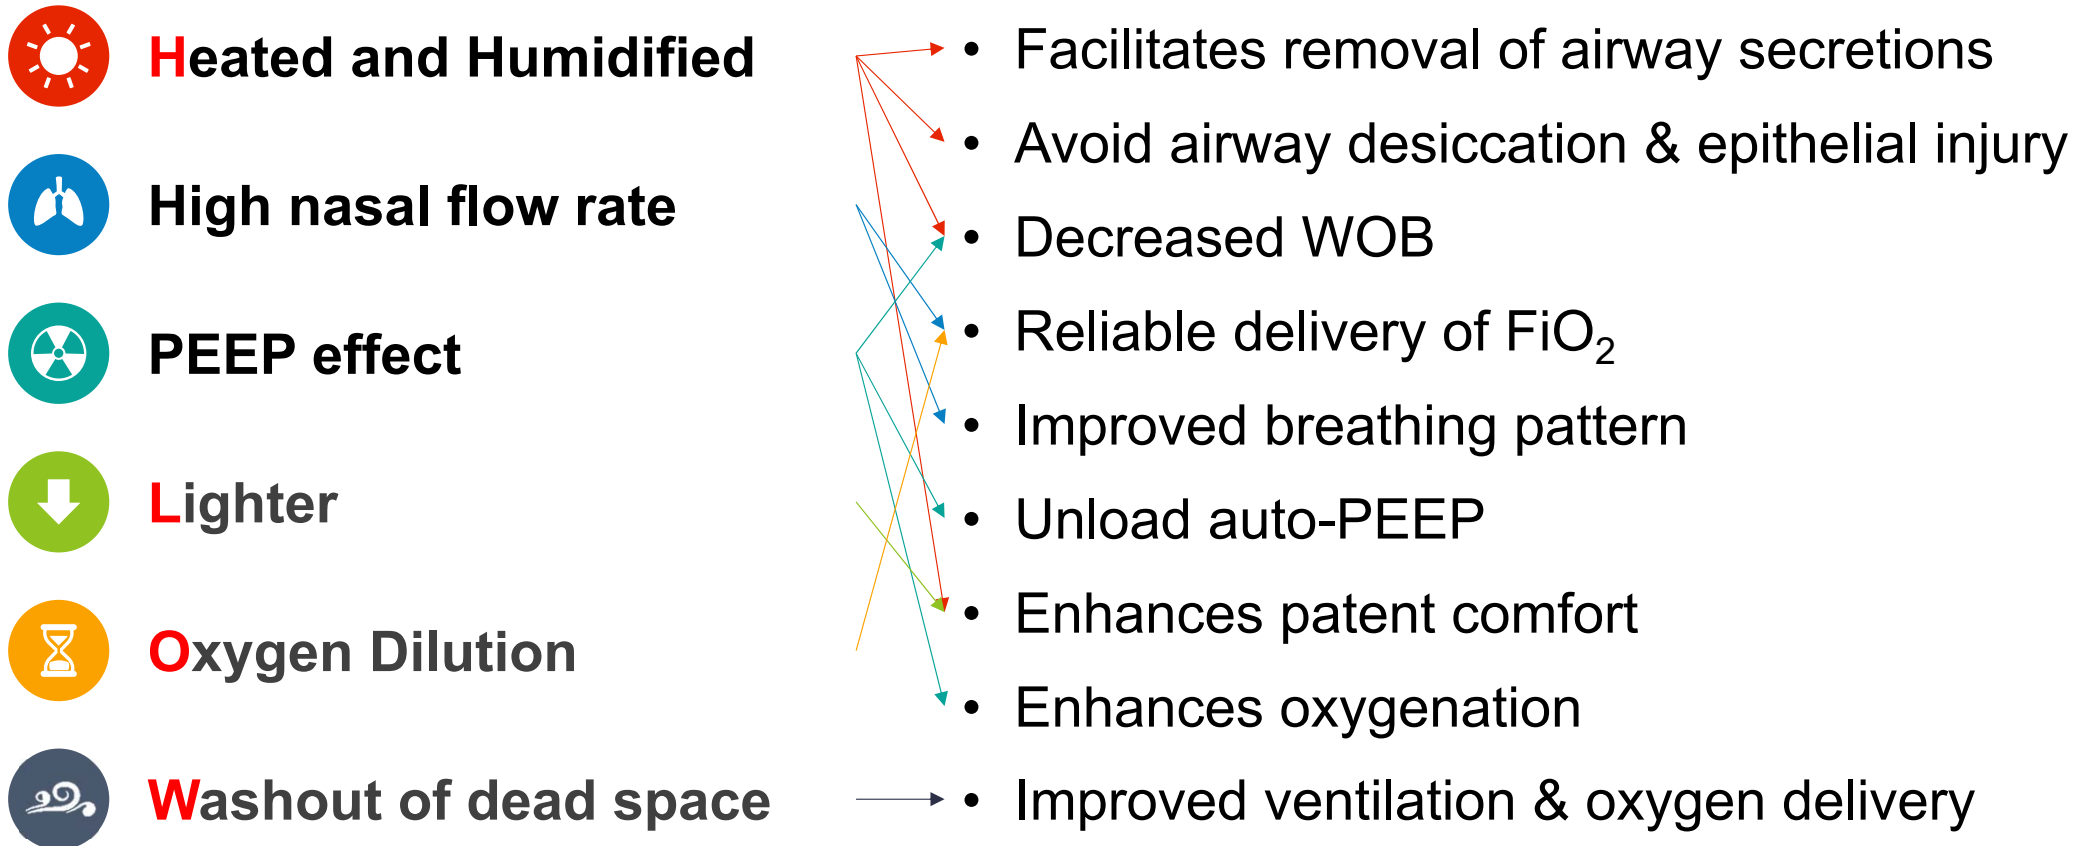 Heated and Humidified
High nasal flow rate
PEEP effect
Lighter
Oxygen Dilution
Washout of dead space
• Facilitates removal of airway secretions
• Avoid airway desiccation & epithelial injury
• Decreased WOB
• Reliable delivery of FiO₂
• Improved breathing pattern
• Unload auto-PEEP
• Enhances patent comfort
• Enhances oxygenation
• Improved ventilation & oxygen delivery